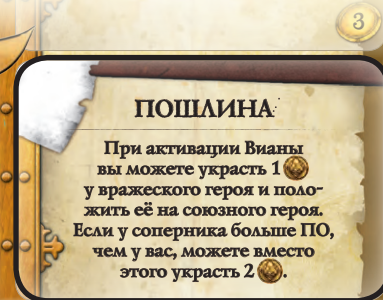 3
ПОШЛИНА
При активации Вианы
вы можете украсть 1
у вражеского героя и поло-
жить её на союзного героя.
Если у соперника больше ПО,
чем у вас, можете вместо
этого украсть 2 .